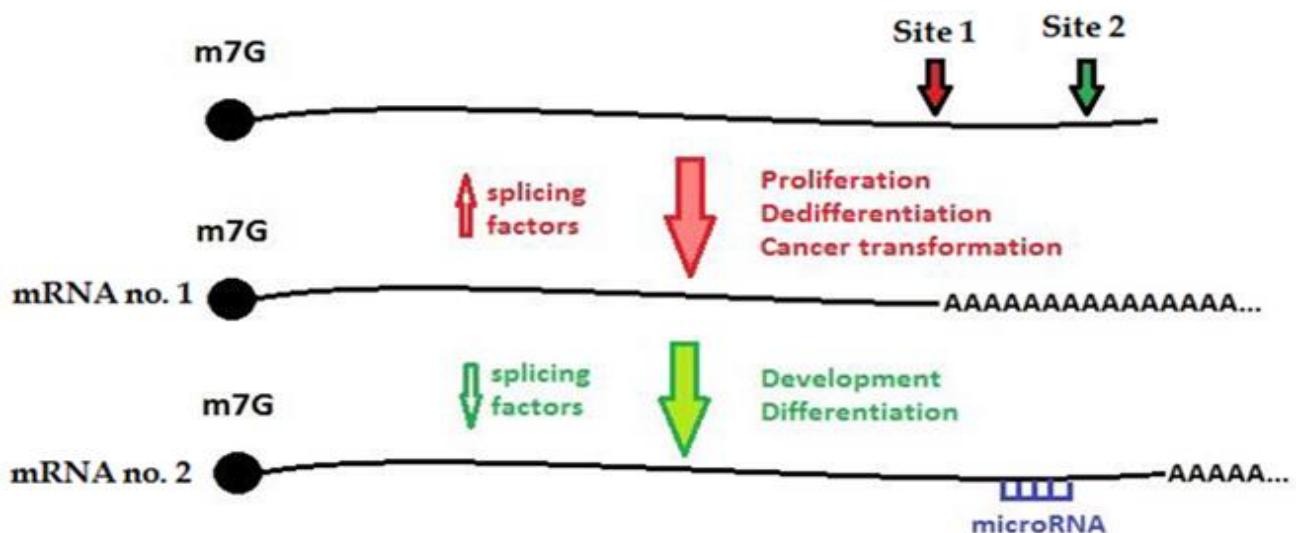 Site 1
Site 2
m7G
splicing
factors
Proliferation
Dedifferentiation
Cancer transformation
m7G
mRNA no. 1
AAAAAAAAAAAAAAA...
splicing
factors
Development
Differentiation
m7G
mRNA no. 2
AAAAA...
microRNA